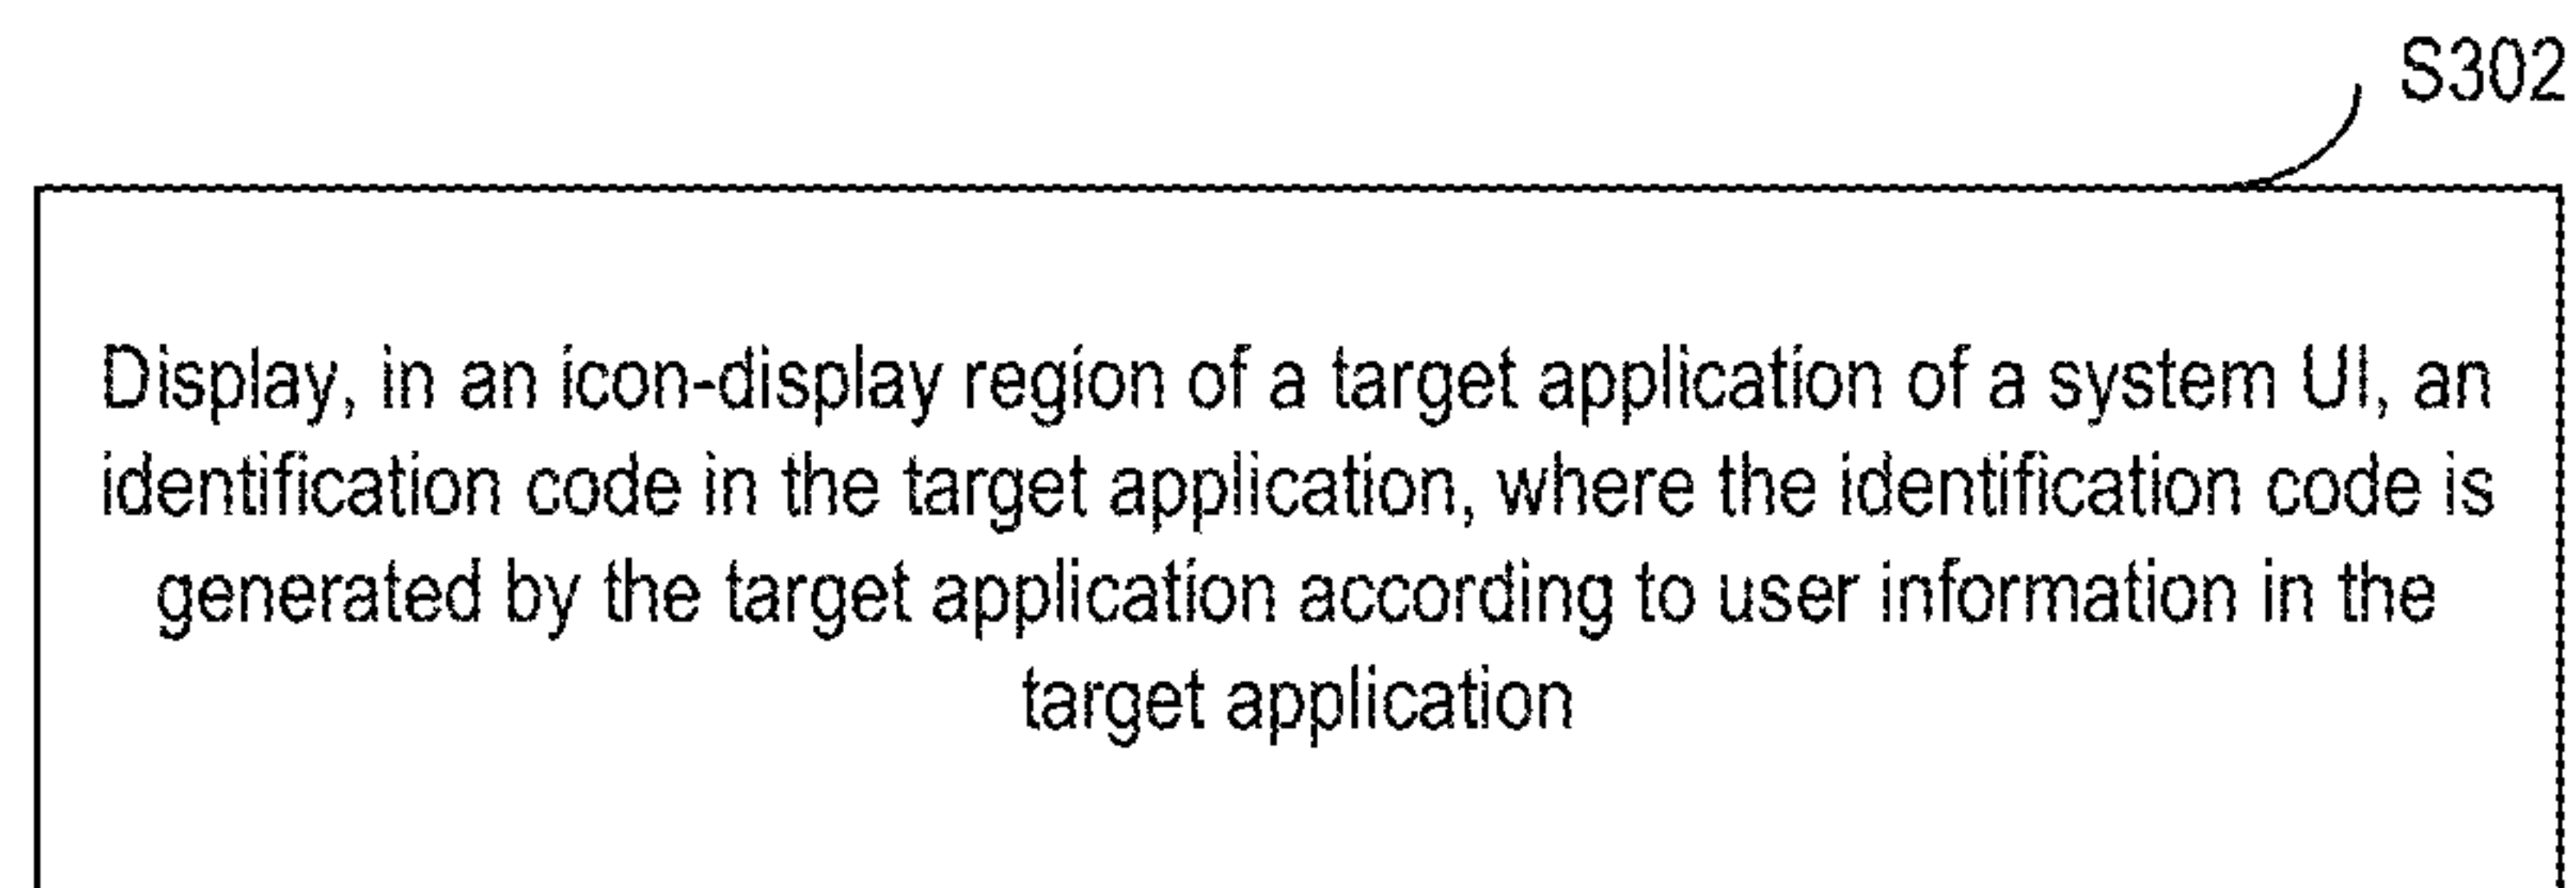 S302
Display, in an icon-display region of a target application of a system UI, an
identification code in the target application, where the identification code is
generated by the target application according to user information in the
target application